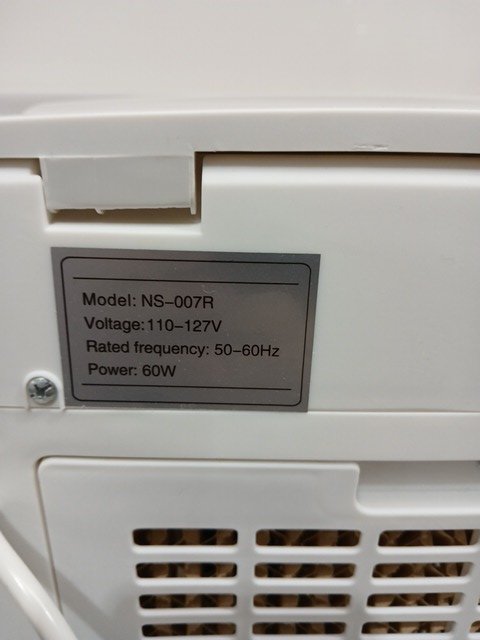 Model: NS-007R
Voltage: 110-127V
Rated frequency: 50-60Hz
Power: 60W